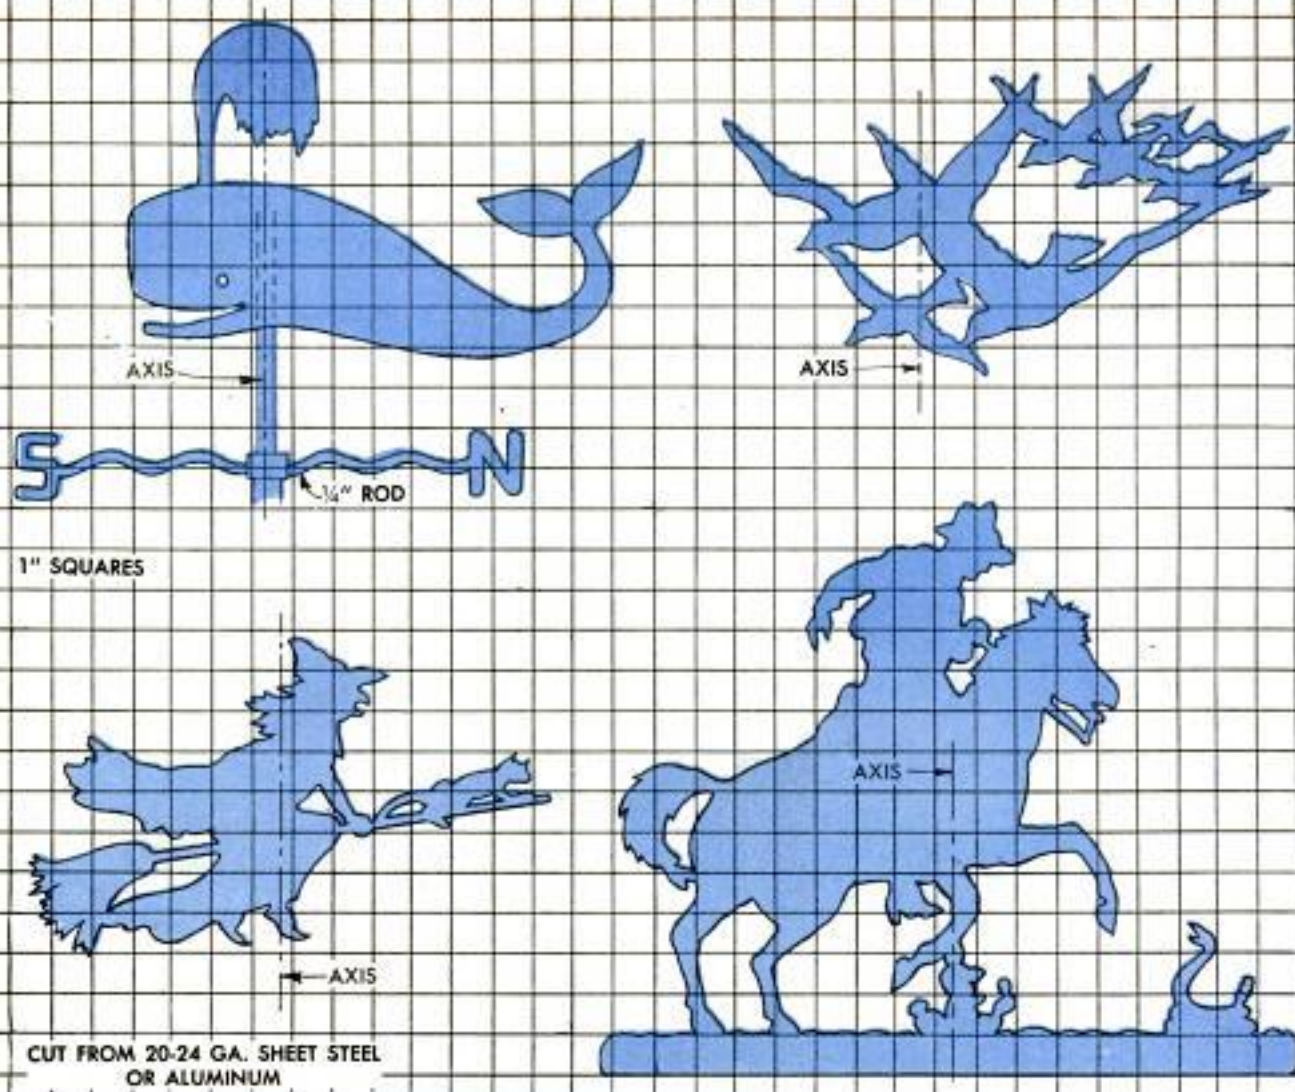 AXIS
AXIS
S N
¼" ROD
1" SQUARES
AXIS
AXIS
CUT FROM 20-24 GA. SHEET STEEL
OR ALUMINUM